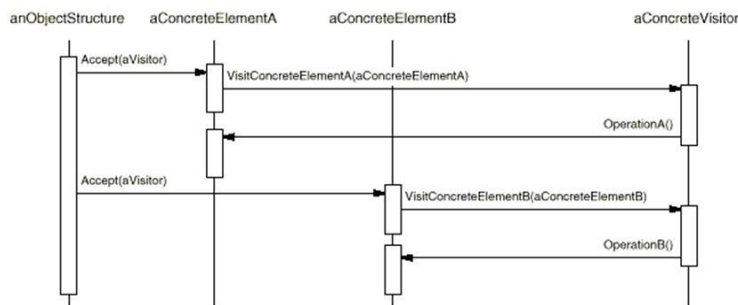 anObjectStructure aConcreteElementA aConcreteElementB aConcreteVisitor
Accept(aVisitor)
VisitConcreteElementA(aConcreteElementA)
OperationA()
Accept(aVisitor)
VisitConcreteElementB(aConcreteElementB)
OperationB()